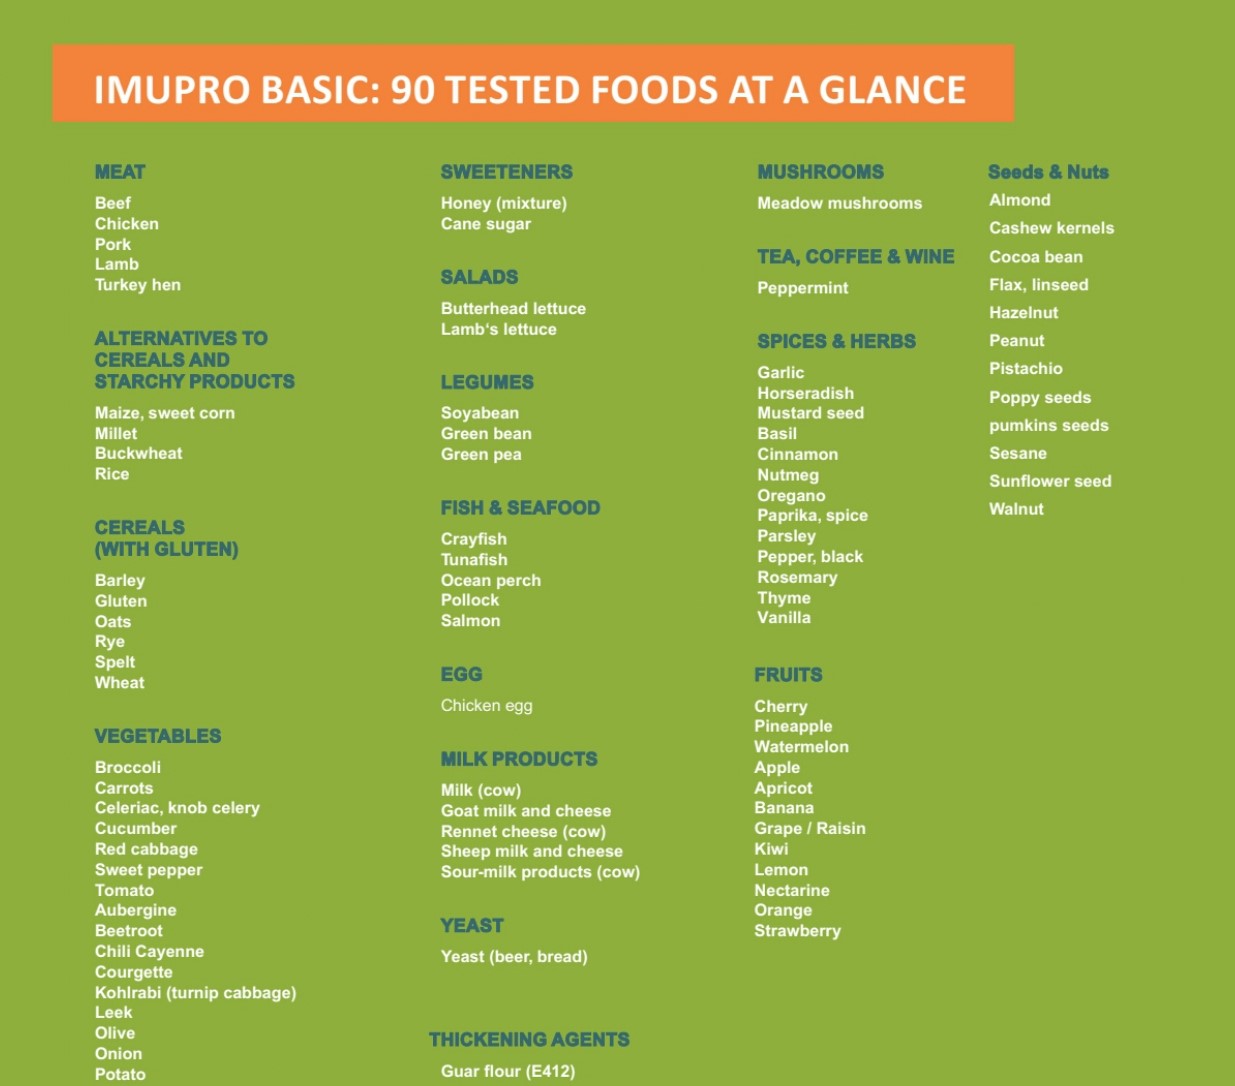 IMUPRO BASIC: 90 TESTED FOODS AT A GLANCE
MEAT
Beef
Chicken
Pork
Lamb
Turkey hen
ALTERNATIVES TO
CEREALS AND
STARCHY PRODUCTS
Maize, sweet corn
Millet
Buckwheat
Rice
CEREALS
(WITH GLUTEN)
Barley
Gluten
Oats
Rye
Spelt
Wheat
VEGETABLES
Broccoli
Carrots
Celeriac, knob celery
Cucumber
Red cabbage
Sweet pepper
Tomato
Aubergine
Beetroot
Chili Cayenne
Courgette
Kohlrabi (turnip cabbage)
Leek
Olive
Onion
Potato
SWEETENERS
Honey (mixture)
Cane sugar
SALADS
Butterhead lettuce
Lamb‘s lettuce
LEGUMES
Soyabean
Green bean
Green pea
FISH & SEAFOOD
Crayfish
Tunafish
Ocean perch
Pollock
Salmon
EGG
Chicken egg
MILK PRODUCTS
Milk (cow)
Goat milk and cheese
Rennet cheese (cow)
Sheep milk and cheese
Sour-milk products (cow)
YEAST
Yeast (beer, bread)
THICKENING AGENTS
Guar flour (E412)
MUSHROOMS
Meadow mushrooms
TEA, COFFEE & WINE
Peppermint
SPICES & HERBS
Garlic
Horseradish
Mustard seed
Basil
Cinnamon
Nutmeg
Oregano
Paprika, spice
Parsley
Pepper, black
Rosemary
Thyme
Vanilla
FRUITS
Cherry
Pineapple
Watermelon
Apple
Apricot
Banana
Grape / Raisin
Kiwi
Lemon
Nectarine
Orange
Strawberry
Seeds & Nuts
Almond
Cashew kernels
Cocoa bean
Flax, linseed
Hazelnut
Peanut
Pistachio
Poppy seeds
pumkins seeds
Sesane
Sunflower seed
Walnut